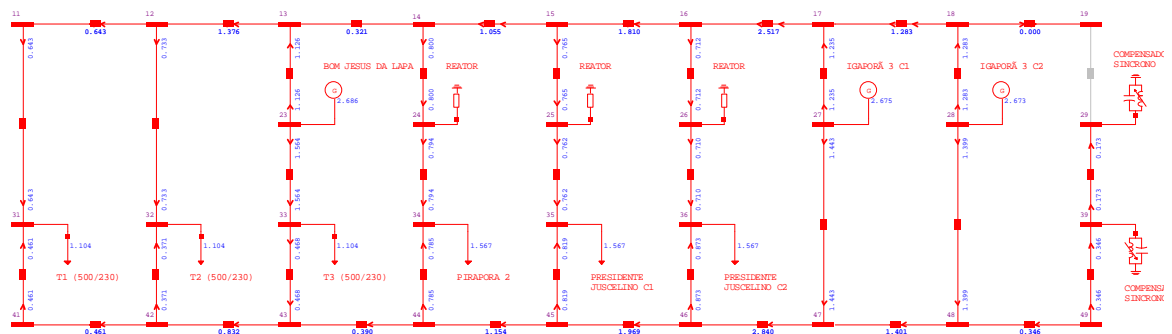 11 12 13 14 15 16 17 18 19
0.643 1.376 0.321 1.055 1.810 2.517 1.283 0.000
0.643 0.733 1.126 0.800 0.765 0.712 1.235 1.283
BOM JESUS DA LAPA REATOR REATOR REATOR IGAPORÃ 3 C1 IGAPORÃ 3 C2
COMPENSADO
SINCRONO
G G G
2.686 2.675 2.673
1.126 0.800 0.765 0.712 1.235 1.283
23 24 25 26 27 28 29
1.564 0.794 0.762 0.710 1.443 1.399 0.173
0.643 0.733 1.564 0.794 0.762 0.710 0.173
31 32 33 34 35 36 39
1.104 1.104 1.104 1.567 1.567 1.567
0.461 0.371 0.468 0.785 0.819 0.873 0.346
T1 (500/230) T2 (500/230) T3 (500/230) PIRAPORA 2
PRESIDENTE
JUSCELINO C1
PRESIDENTE
JUSCELINO C2
COMPENSADO
SINCRONO
0.461 0.371 0.468 0.785 0.819 0.873 1.443 1.399 0.346
41 42 43 44 45 46 47 48 49
0.461 0.832 0.390 1.154 1.969 2.840 1.401 0.346